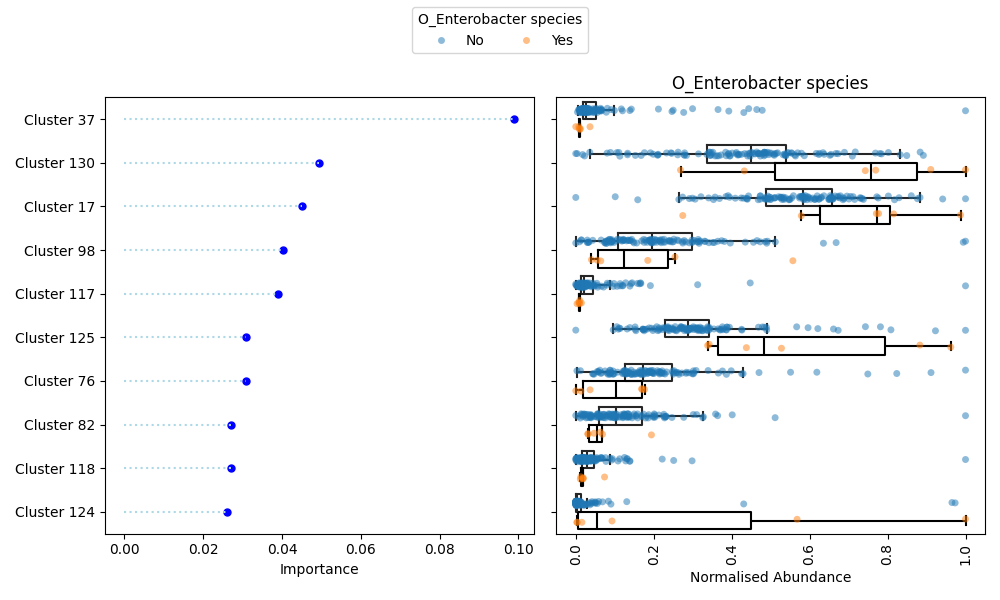 O_Enterobacter species
No Yes
O_Enterobacter species
Cluster 37
Cluster 130
Cluster 17
Cluster 98
Cluster 117
Cluster 125
Cluster 76
Cluster 82
Cluster 118
Cluster 124
0.00 0.02 0.04 0.06 0.08 0.10
Importance
0.0 0.2 0.4 0.6 0.8 1.0
Normalised Abundance